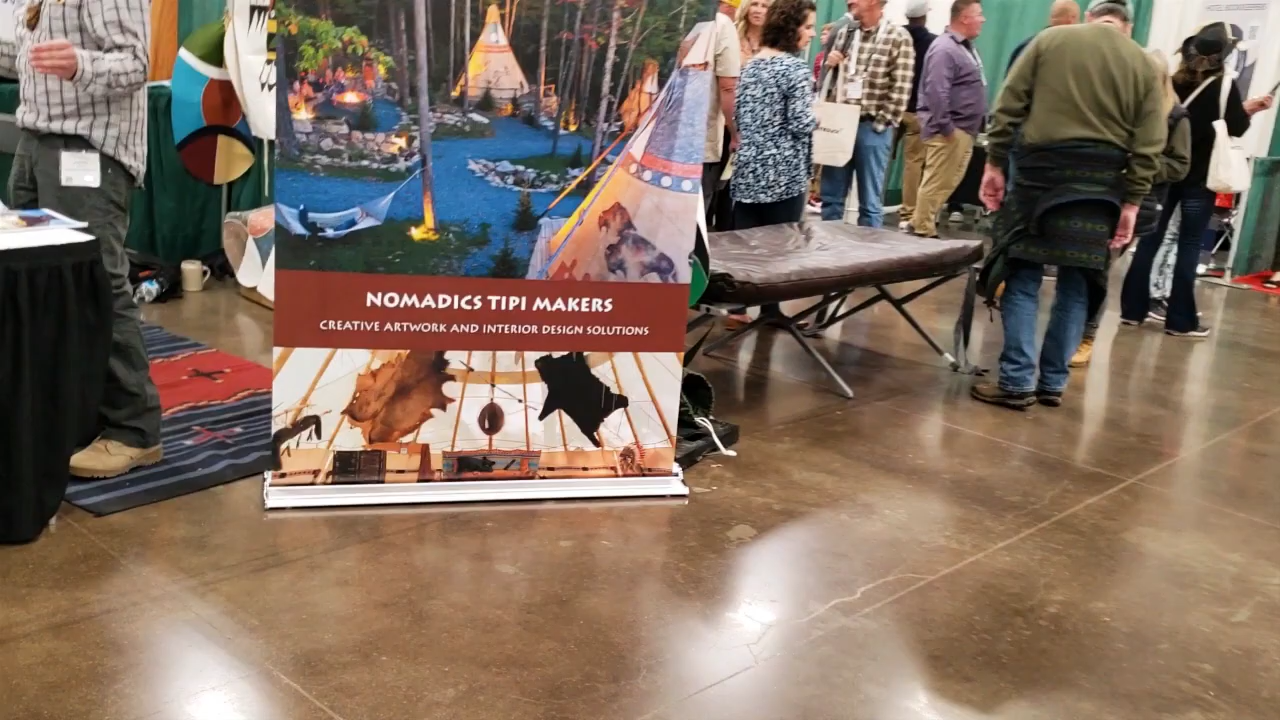 NOMADICS TIPI MAKERS
CREATIVE ARTWORK AND INTERIOR DESIGN SOLUTIONS